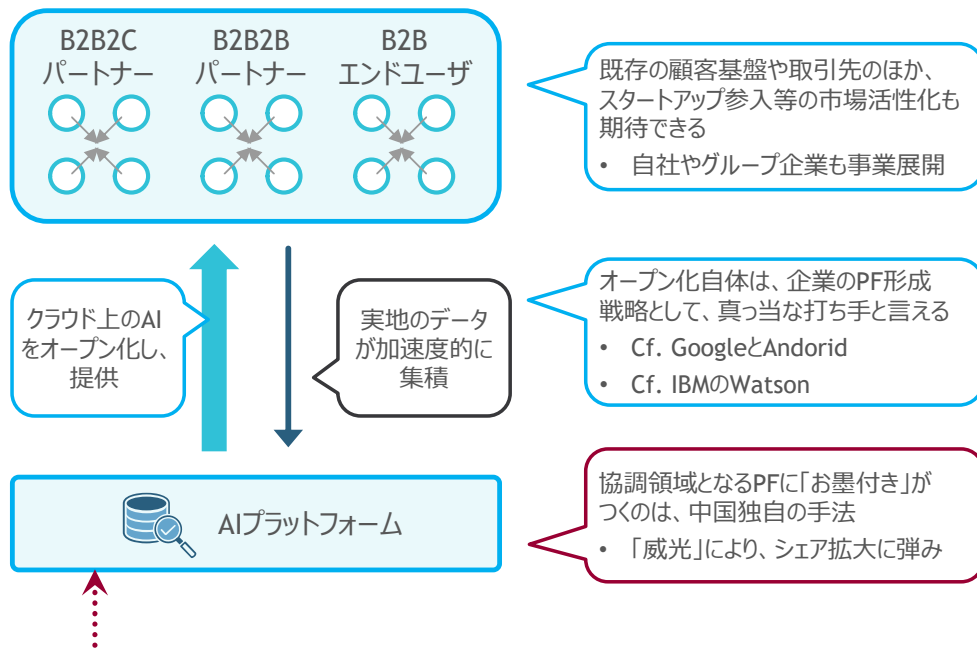 B2B2C
パートナー
B2B2B
パートナー
B2B
エンドユーザ
既存の顧客基盤や取引先のほか、
スタートアップ参入等の市場活性化も
期待できる
• 自社やグループ企業も事業展開
クラウド上のAI
をオープン化し、
提供
実地のデータ
が加速度的に
集積
オープン化自体は、企業のPF形成
戦略として、真っ当な打ち手と言える
• Cf. GoogleとAndorid
• Cf. IBMのWatson
AIプラットフォーム
協調領域となるPFに「お墨付き」が
つくのは、中国独自の手法
• 「威光」により、シェア拡大に弾み